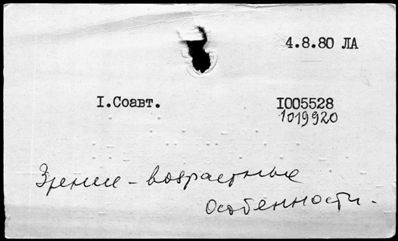 4.8.80 ЛА
I.Соавт. I005528
1019920
Зрение – возрастные
особенности.